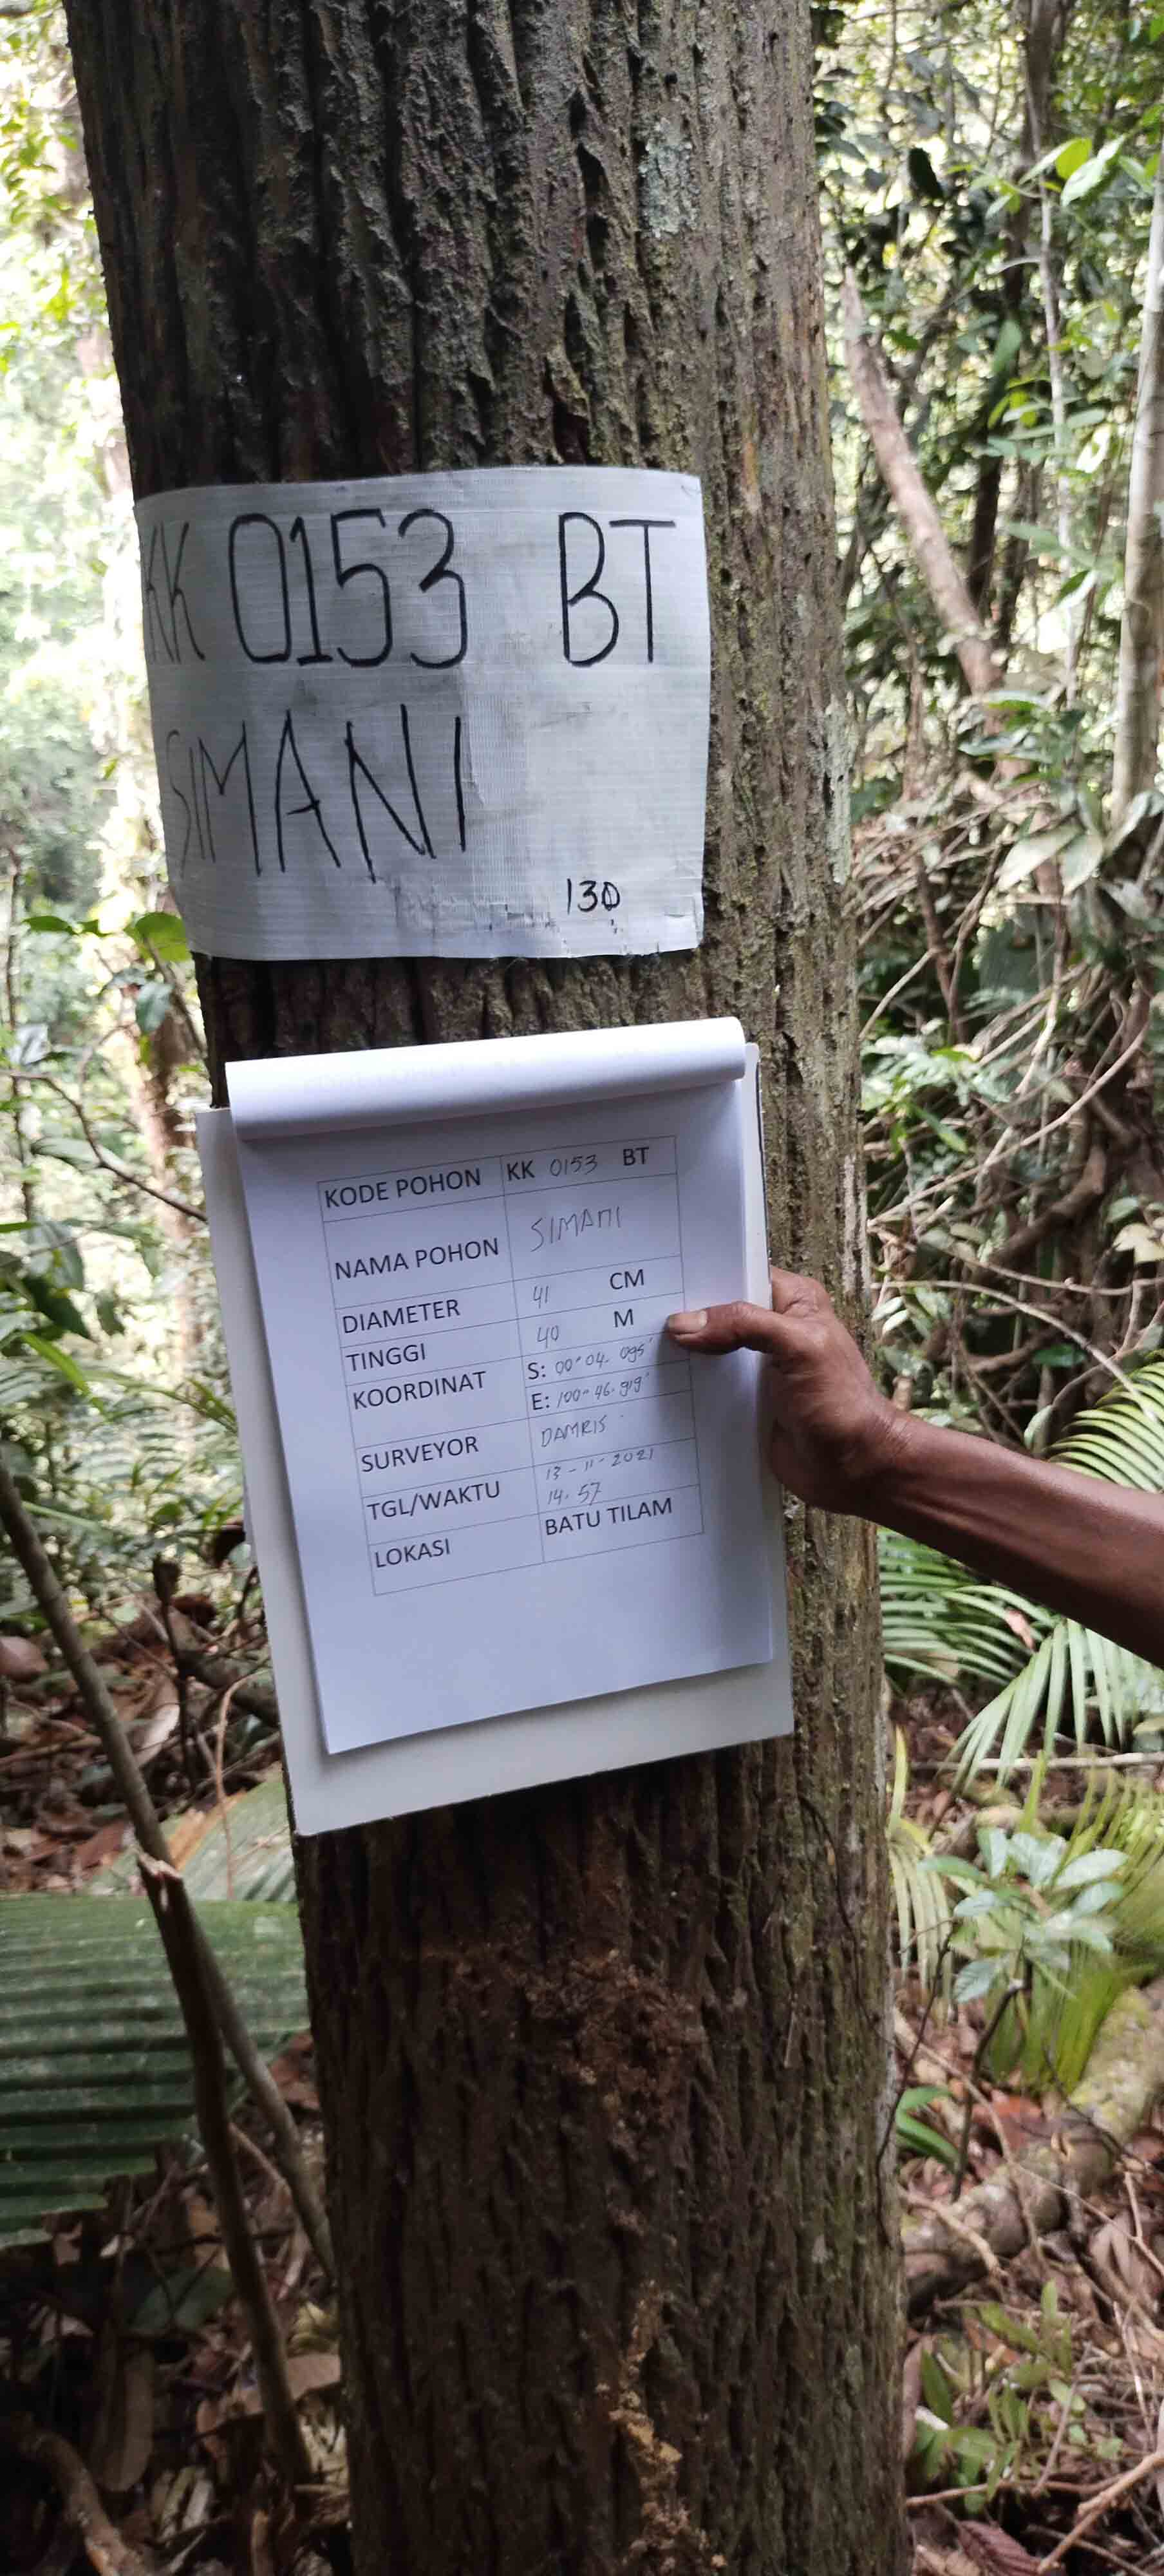 KK 0153 BT
SIMANI
130
KODE POHON KK 0153 BT
NAMA POHON SIMANI
DIAMETER 41 CM
TINGGI 40 M
KOORDINAT S: 00° 04. 095'
E: 100° 46. 919'
SURVEYOR DAMRIS
TGL/WAKTU 13-11-2021
14.57
LOKASI BATU TILAM